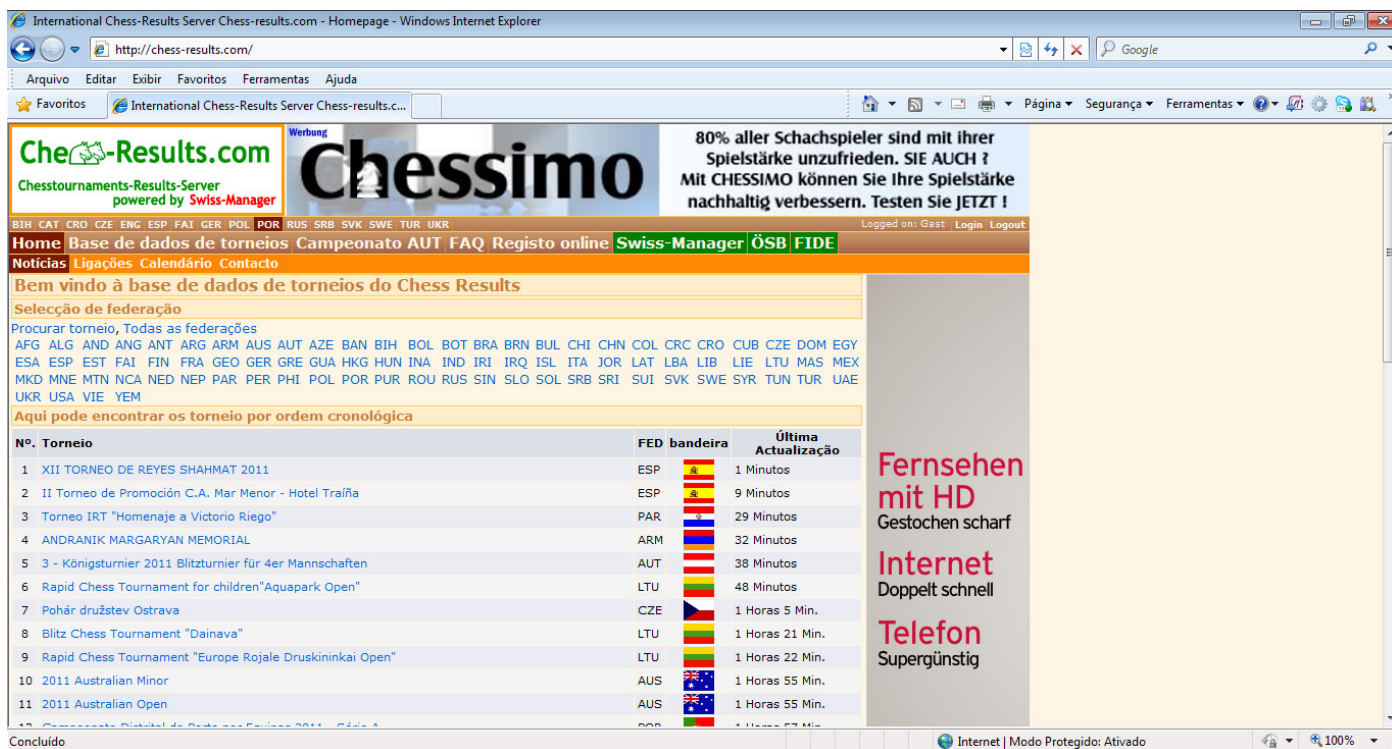 International Chess-Results Server Chess-results.com - Homepage - Windows Internet Explorer
http://chess-results.com/
Google
Arquivo Editar Exibir Favoritos Ferramentas Ajuda
Favoritos
International Chess-Results Server Chess-results.c...
Página Segurança Ferramentas
Chess-Results.com
Chesstournaments-Results-Server
powered by Swiss-Manager
Werbung
Chessimo
80% aller Schachspieler sind mit ihrer
Spielstärke unzufrieden. SIE AUCH ?
Mit CHESSIMO können Sie Ihre Spielstärke
nachhaltig verbessern. Testen Sie JETZT !
BIH CAT CRO CZE ENG ESP FAI GER POL POR RUS SRB SVK SWE TUR UKR
Logged on: Gast Login Logout
Home Base de dados de torneios Campeonato AUT FAQ Registo online Swiss-Manager ÖSB FIDE
Notícias Ligações Calendário Contacto
Bem vindo à base de dados de torneios do Chess Results
Selecção de federação
Procurar torneio, Todas as federações
AFG ALG AND ANG ANT ARG ARM AUS AUT AZE BAN BIH BOL BOT BRA BRN BUL CHI CHN COL CRC CRO CUB CZE DOM EGY
ESA ESP EST FAI FIN FRA GEO GER GRE GUA HKG HUN INA IND IRI IRQ ISL ITA JOR LAT LBA LIB LIE LTU MAS MEX
MKD MNE MTN NCA NED NEP PAR PER PHI POL POR PUR ROU RUS SIN SLO SOL SRB SRI SUI SVK SWE SYR TUN TUR UAE
UKR USA VIE YEM
Aqui pode encontrar os torneio por ordem cronológica
Nº. Torneio FED bandeira Última Actualização
1 XII TORNEO DE REYES SHAHMAT 2011 ESP 1 Minutos
2 II Torneo de Promoción C.A. Mar Menor - Hotel Traíña ESP 9 Minutos
3 Torneo IRT "Homenaje a Victorio Riego" PAR 29 Minutos
4 ANDRANIK MARGARYAN MEMORIAL ARM 32 Minutos
5 3 - Königsturnier 2011 Blitzturnier für 4er Mannschaften AUT 38 Minutos
6 Rapid Chess Tournament for children"Aquapark Open" LTU 48 Minutos
7 Pohár družstev Ostrava CZE 1 Horas 5 Min.
8 Blitz Chess Tournament "Dainava" LTU 1 Horas 21 Min.
9 Rapid Chess Tournament "Europe Rojale Druskininkai Open" LTU 1 Horas 22 Min.
10 2011 Australian Minor AUS 1 Horas 55 Min.
11 2011 Australian Open AUS 1 Horas 55 Min.
Fernsehen
mit HD
Gestochen scharf
Internet
Doppelt schnell
Telefon
Supergünstig
Concluído
Internet | Modo Protegido: Ativado
100%